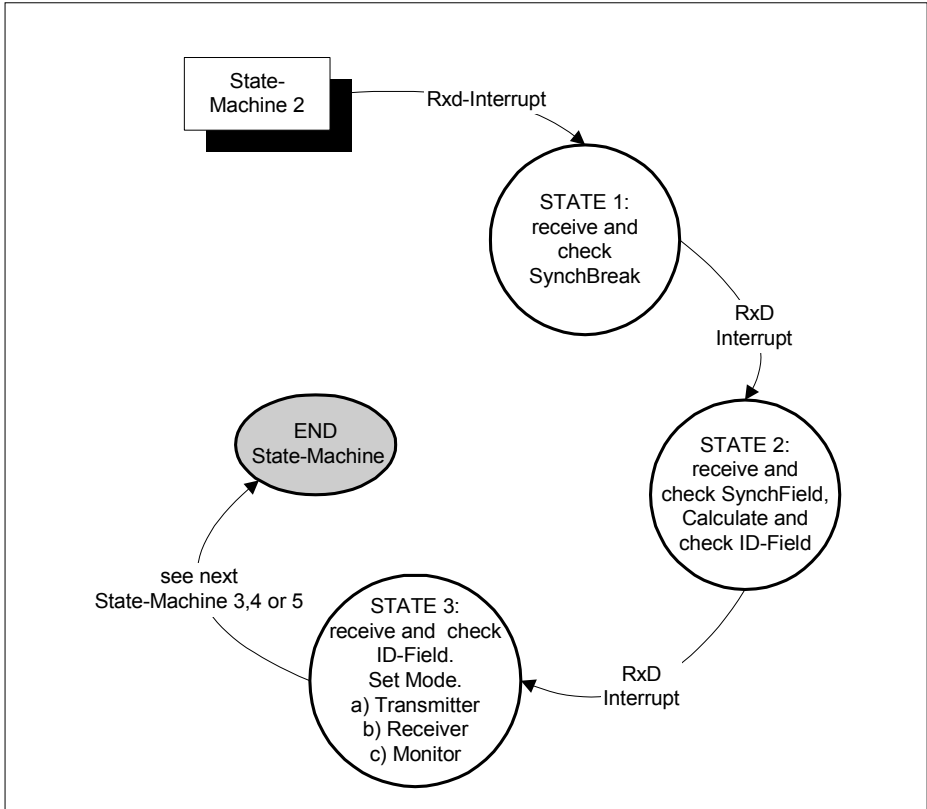 State-
Machine 2
Rxd-Interrupt
STATE 1:
receive and
check
SynchBreak
RxD
Interrupt
STATE 2:
receive and
check SynchField,
Calculate and
check ID-Field
RxD
Interrupt
STATE 3:
receive and check
ID-Field.
Set Mode.
a) Transmitter
b) Receiver
c) Monitor
see next
State-Machine 3,4 or 5
END
State-Machine